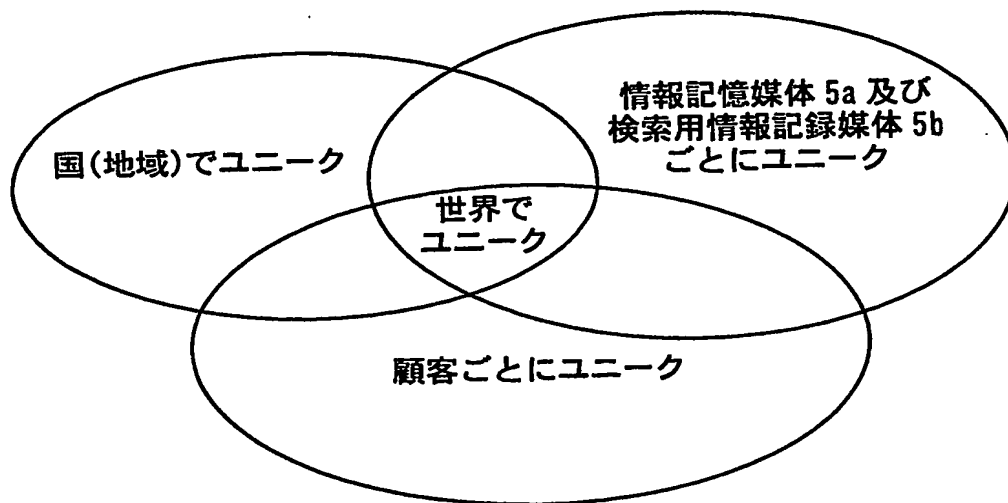 国(地域)でユニーク
情報記憶媒体 5a 及び
検索用情報記録媒体 5b
ごとにユニーク
世界で
ユニーク
顧客ごとにユニーク